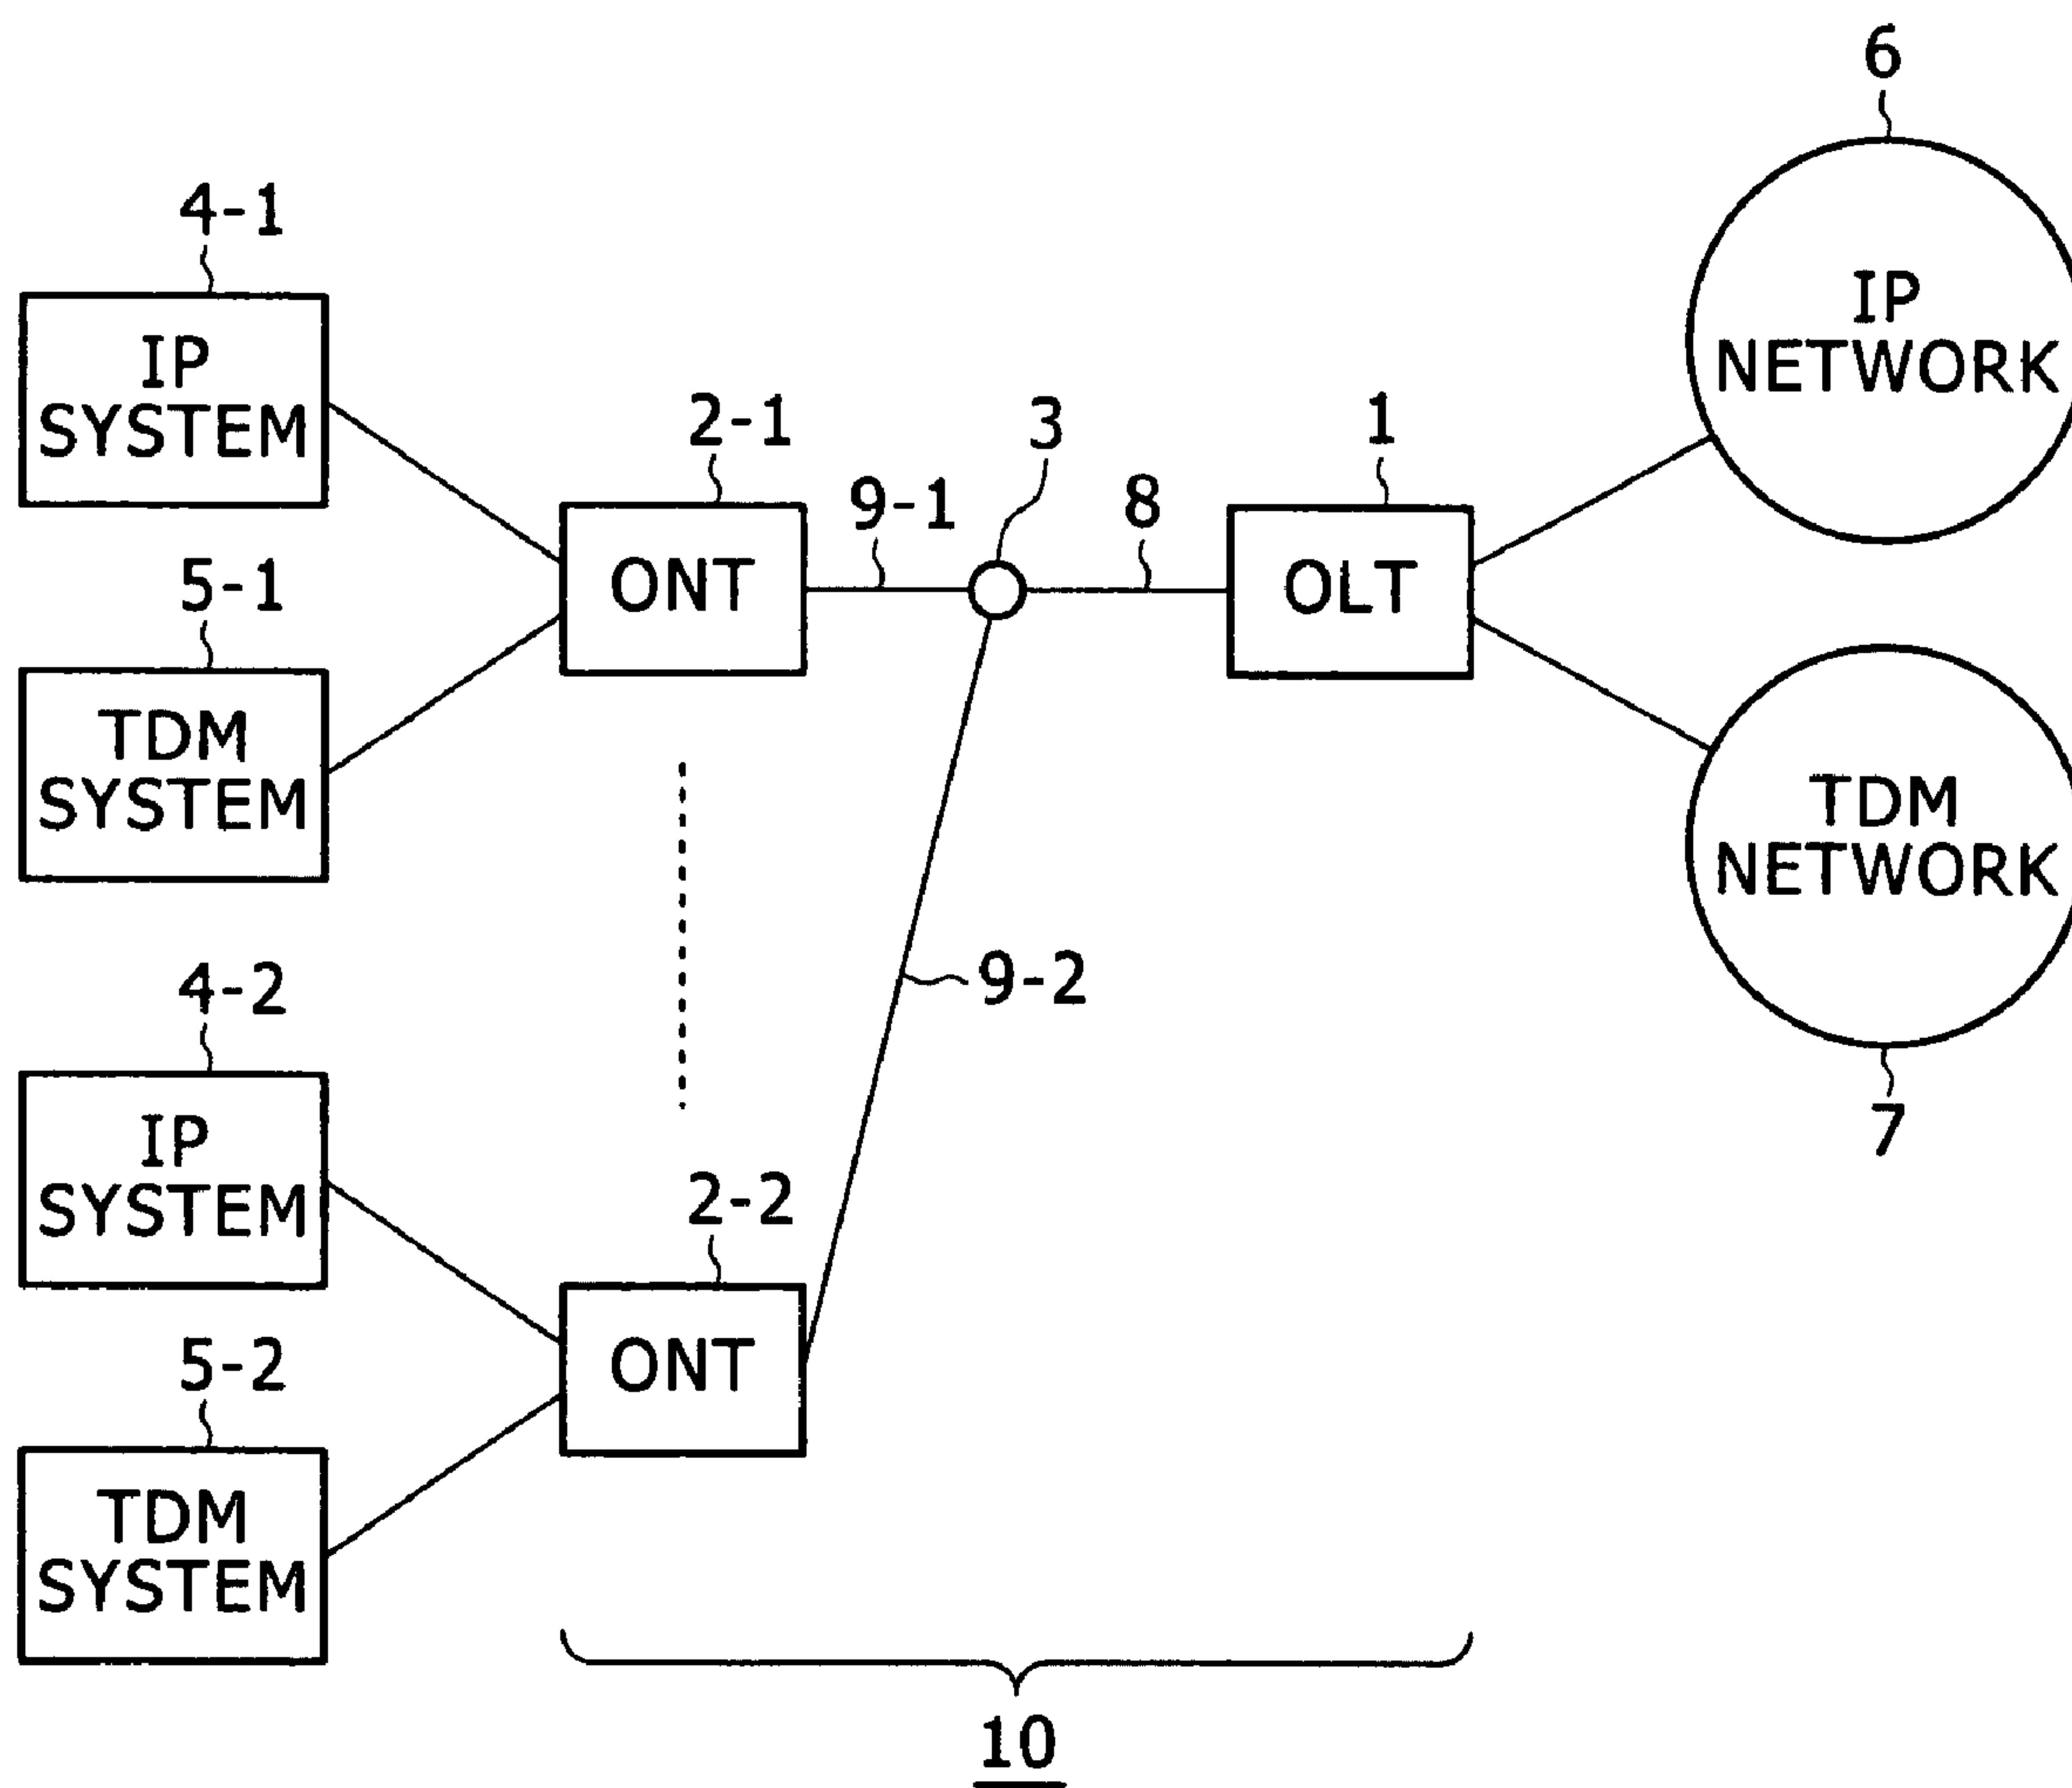 6
4-1
IP
NETWORK
IP
SYSTEM
2-1
3
1
9-1
8
5-1
ONT
OLT
TDM
SYSTEM
TDM
NETWORK
4-2
9-2
7
IP
SYSTEM
2-2
5-2
ONT
TDM
SYSTEM
10